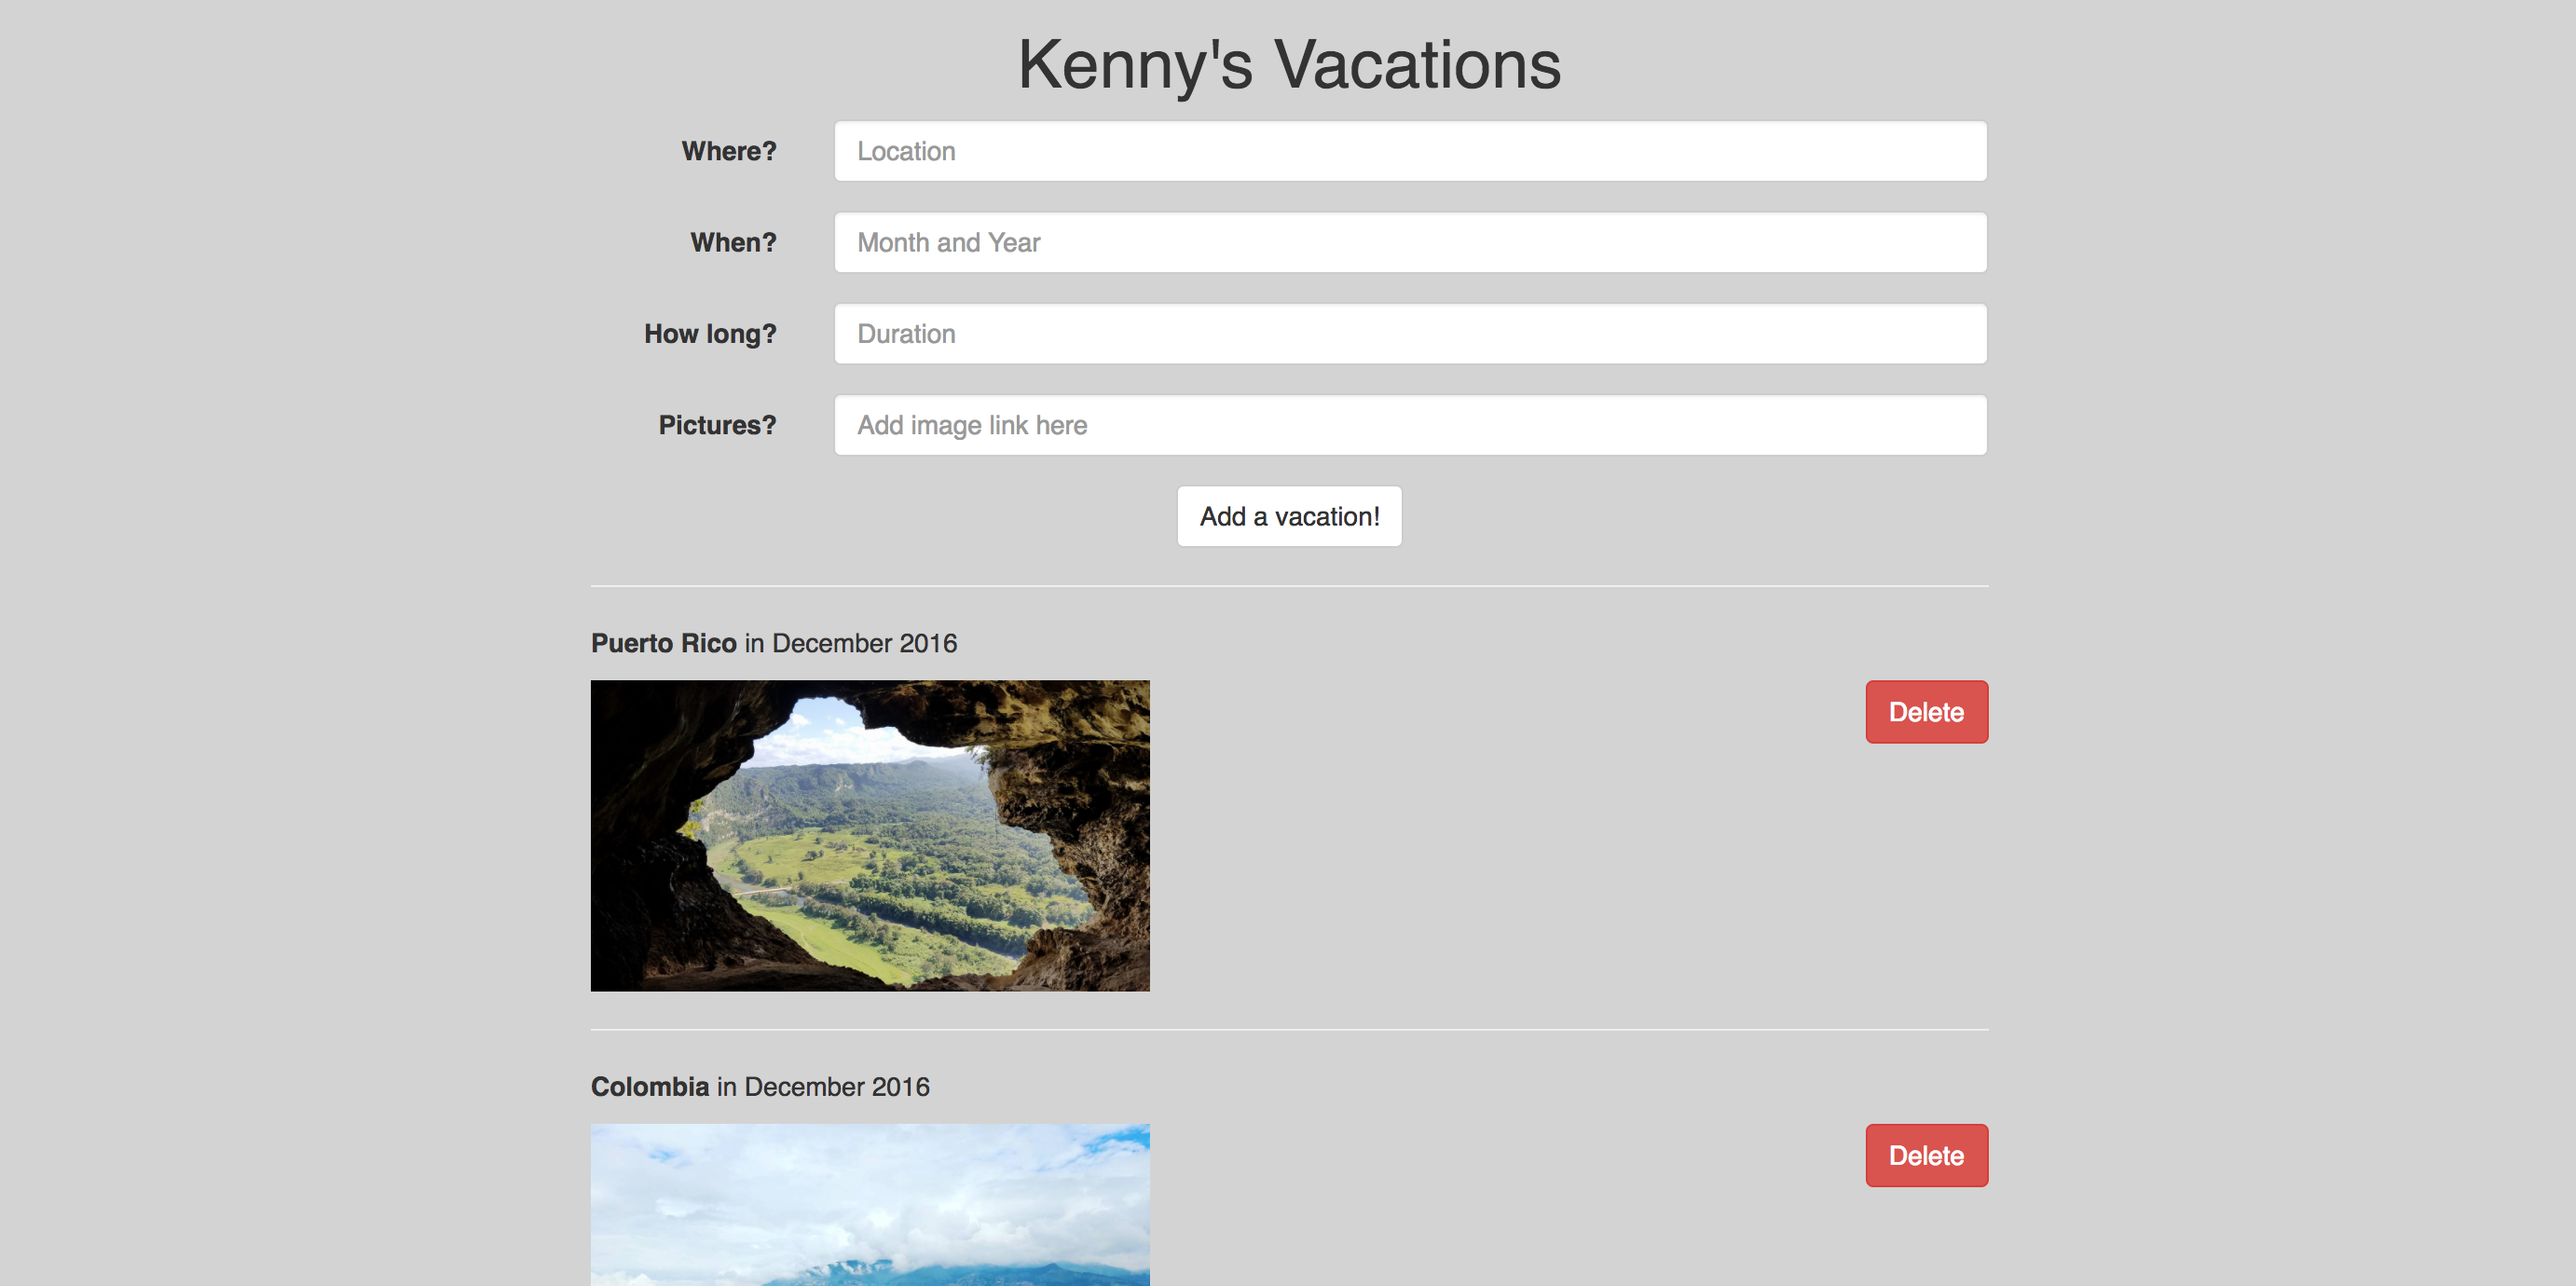 Kenny's Vacations
Where? Location
When? Month and Year
How long? Duration
Pictures? Add image link here
Add a vacation!
Puerto Rico in December 2016
Delete
Colombia in December 2016
Delete